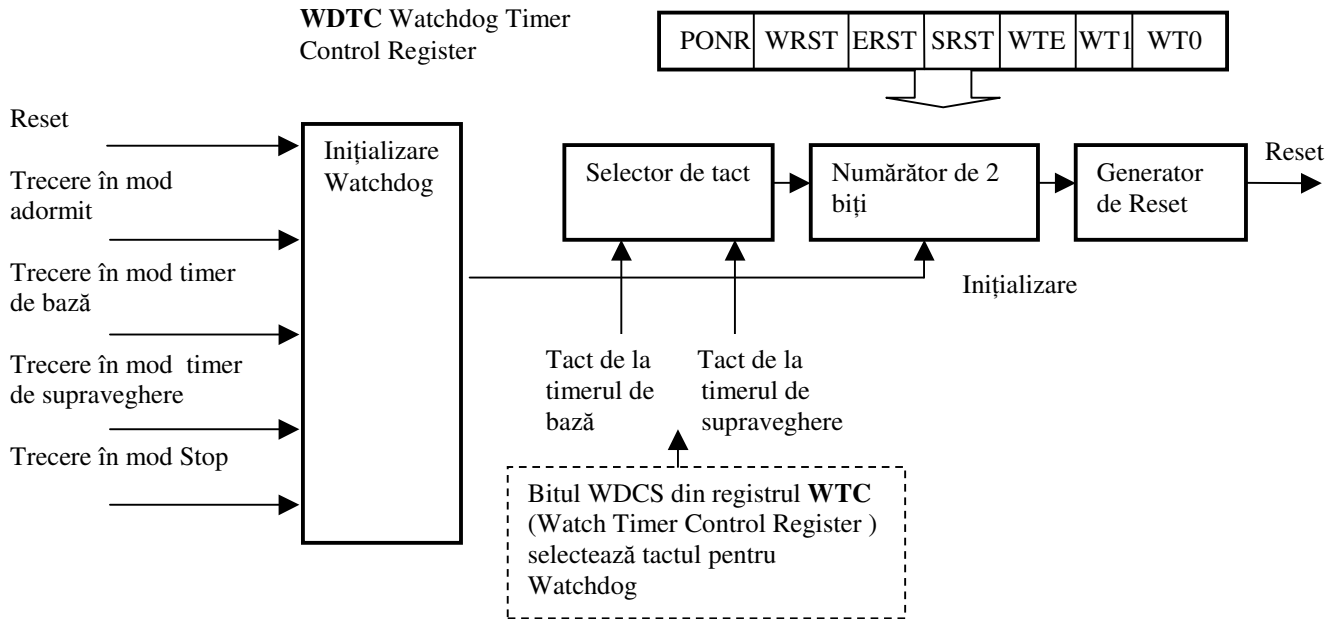 WDTC Watchdog Timer
Control Register
PONR WRST ERST SRST WTE WT1 WT0
Reset
Trecere în mod
adormit
Trecere în mod timer
de bază
Trecere în mod timer
de supraveghere
Trecere în mod Stop
Inițializare
Watchdog
Selector de tact
Numărător de 2
biți
Generator
de Reset
Reset
Inițializare
Tact de la
timerul de
bază
Tact de la
timerul de
supraveghere
Bitul WDCS din registrul WTC
(Watch Timer Control Register )
selectează tactul pentru
Watchdog